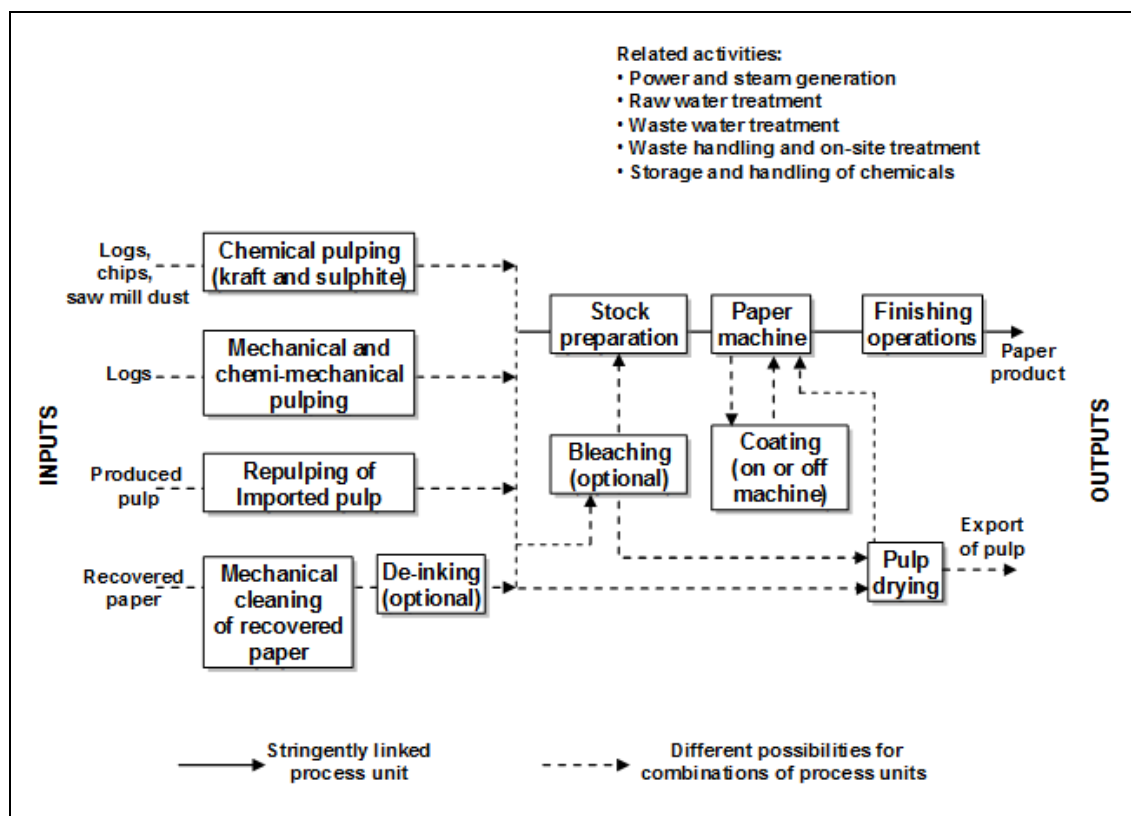 Related activities:
• Power and steam generation
• Raw water treatment
• Waste water treatment
• Waste handling and on-site treatment
• Storage and handling of chemicals
Logs,
chips,
saw mill dust
Chemical pulping
(kraft and sulphite)
Stock
preparation
Paper
machine
Finishing
operations
Paper
product
Logs
Mechanical and
chemi-mechanical
pulping
INPUTS
OUTPUTS
Bleaching
(optional)
Coating
(on or off
machine)
Produced
pulp
Repulping of
Imported pulp
Export
of pulp
Recovered
paper
Mechanical
cleaning
of recovered
paper
De-inking
(optional)
Pulp
drying
Stringently linked
process unit
Different possibilities for
combinations of process units